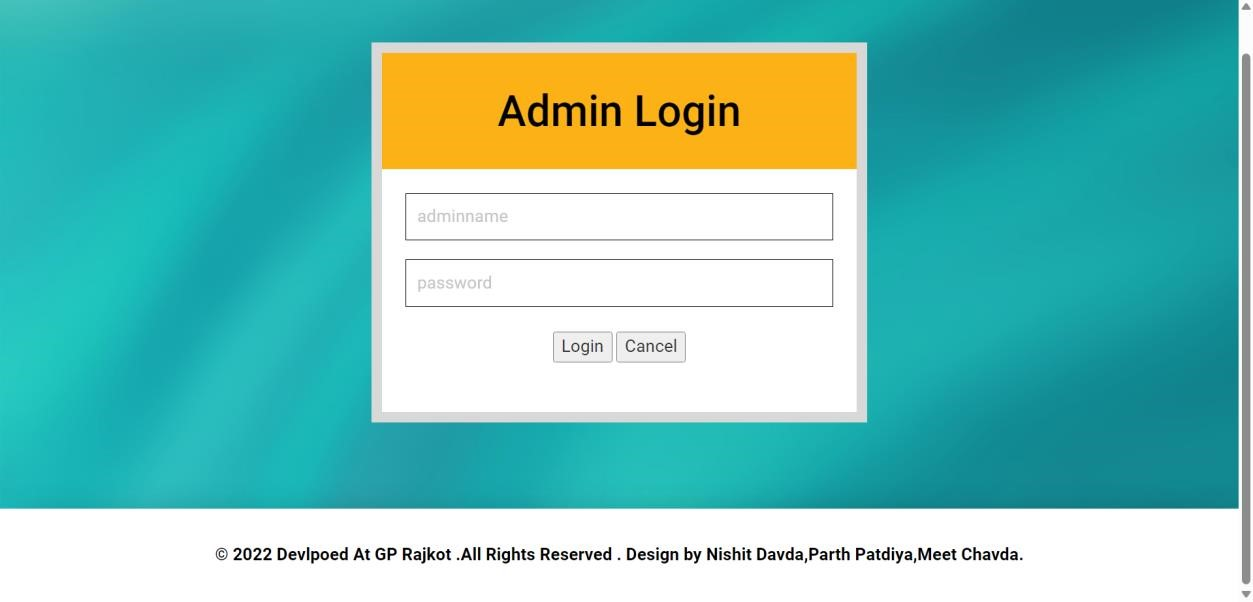 Admin Login
adminname
password
Login Cancel
© 2022 Devlpoed At GP Rajkot .All Rights Reserved . Design by Nishit Davda,Parth Patdiya,Meet Chavda.